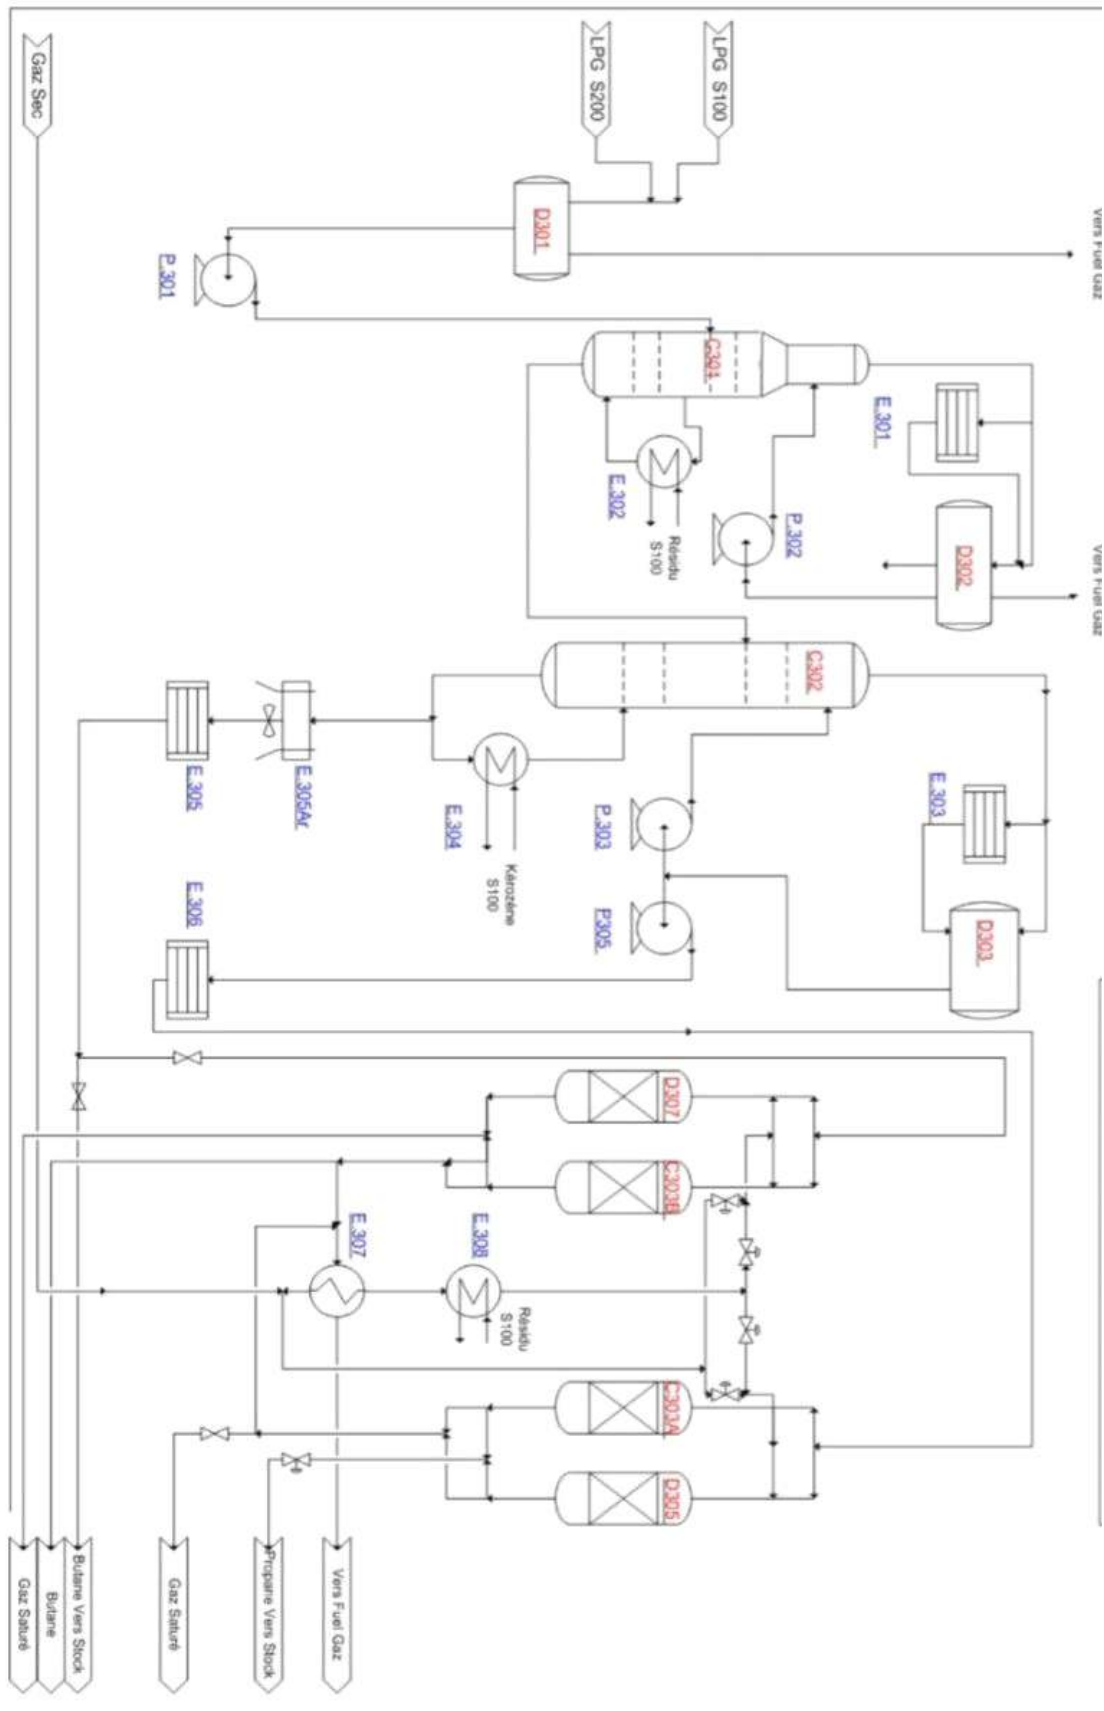 Gaz Sec
LPG S200
LPG S100
Vers Fuel Gaz
D301
P.301
C301
E.301
E.302
Résidu
S100
P.302
D302
Vers Fuel Gaz
C302
E.305
E.305Ar
E.304
Kérozène
S100
P.303
E.303
E.306
P305
D303
D307
C303B
E.307
E.308
Résidu
S100
C303A
D305
Gaz Saturé
Butane
Butane Vers Stock
Gaz Saturé
Propane Vers Stock
Vers Fuel Gaz